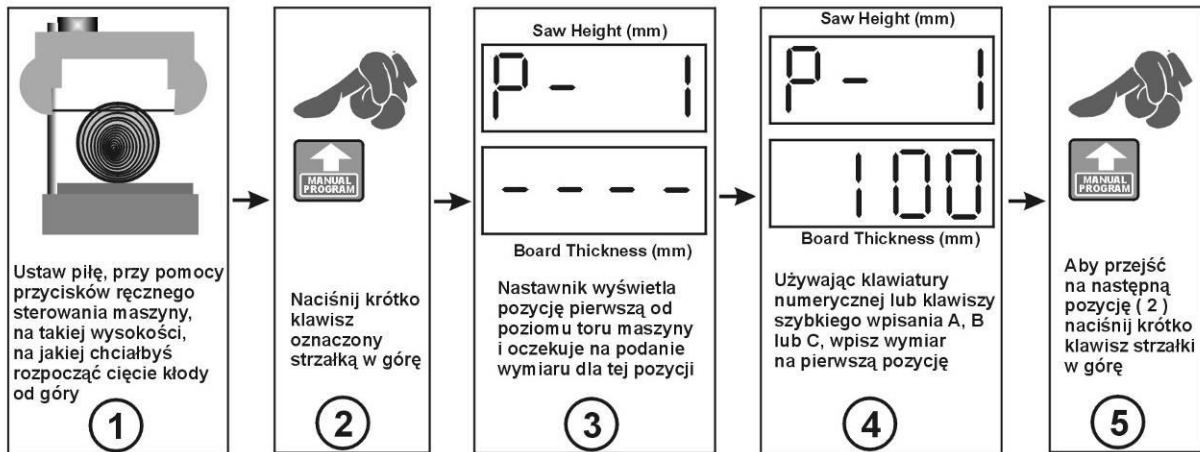 Ustaw piłę, przy pomocy
przycisków ręcznego
sterowania maszyny,
na takiej wysokości,
na jakiej chciałbyś
rozpocząć cięcie kłody
od góry
1
MANUAL
PROGRAM
Naciśnij krótko
klawisz
oznaczony
strzałką w górę
2
Saw Height (mm)
P - 1
- - - -
Board Thickness (mm)
Nastawnik wyświetla
pozycję pierwszą od
poziomu toru maszyny
i oczekuje na podanie
wymiaru dla tej pozycji
3
Saw Height (mm)
P - 1
100
Board Thickness (mm)
Używając klawiatury
numerycznej lub klawiszy
szybkiego wpisania A, B
lub C, wpisz wymiar
na pierwszą pozycję
4
MANUAL
PROGRAM
Aby przejść
na następną
pozycję ( 2 )
naciśnij krótko
klawisz strzałki
w górę
5